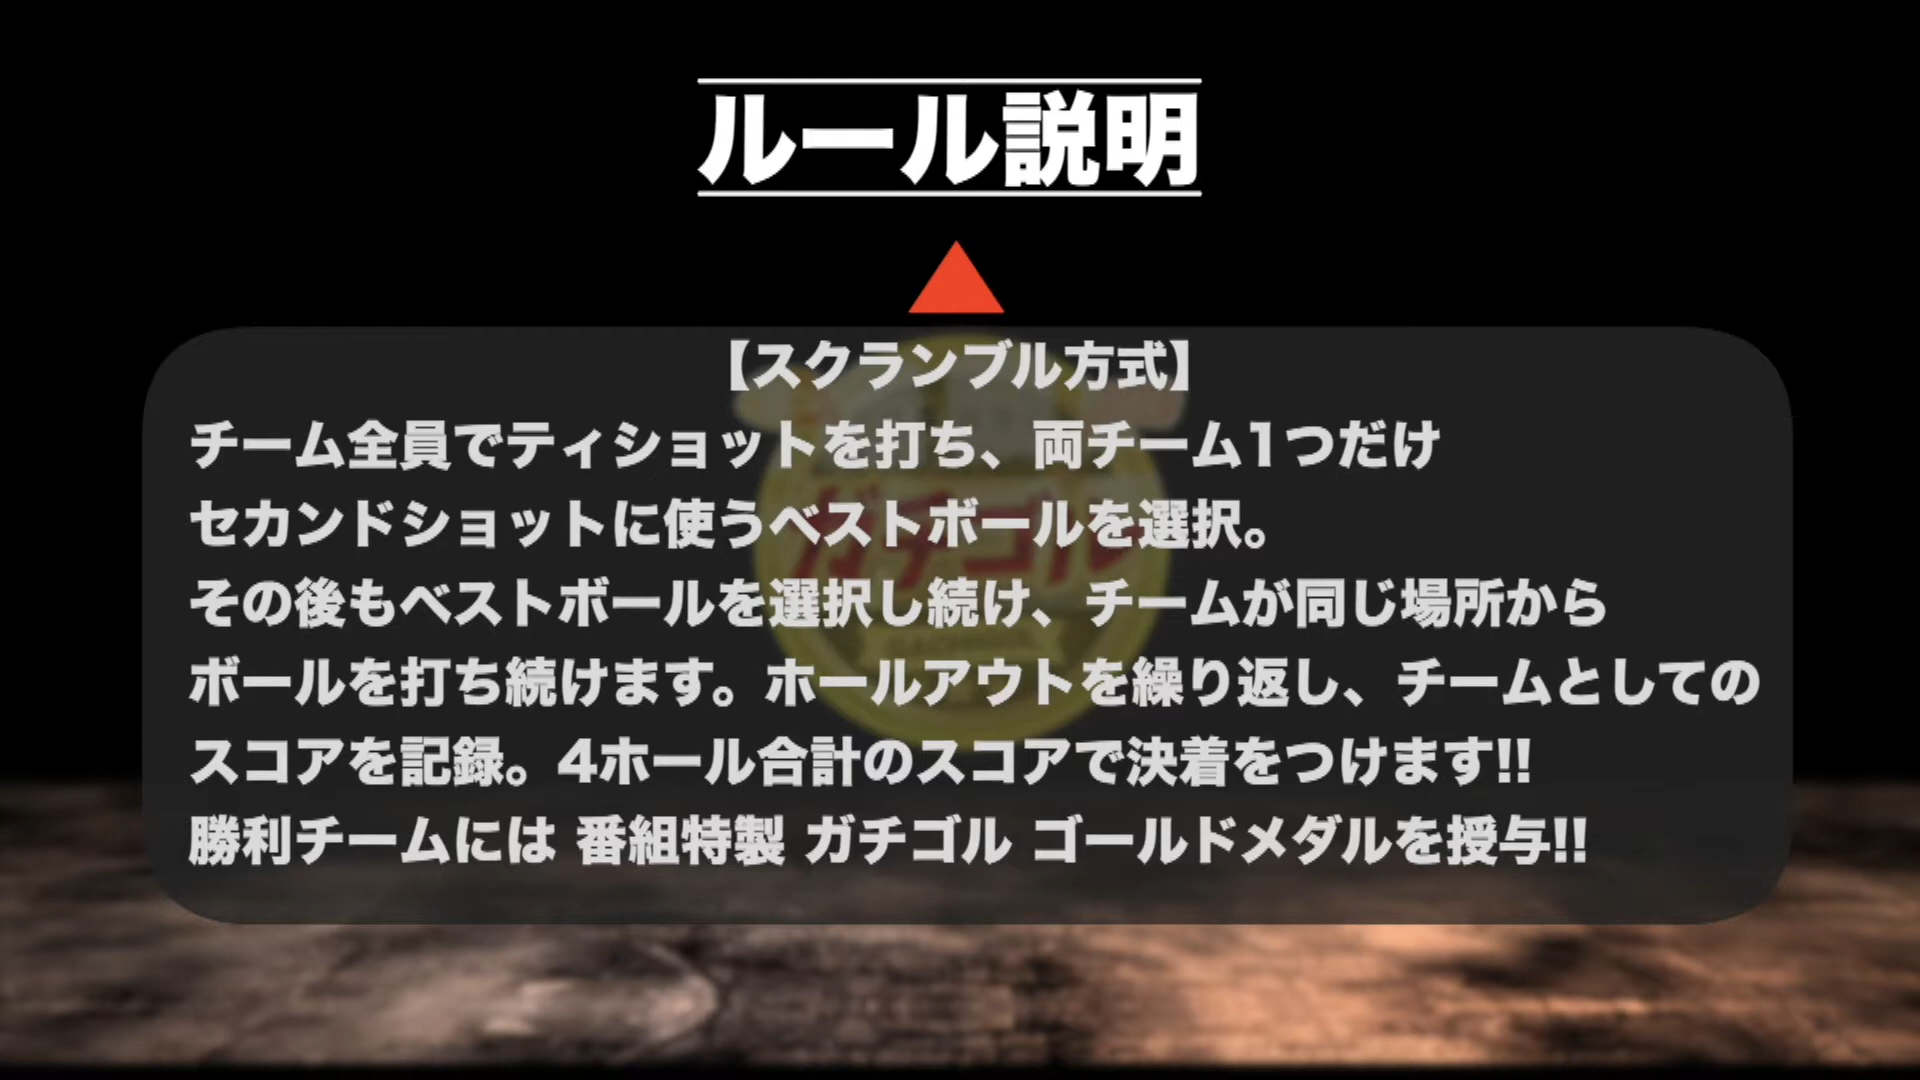 ルール説明
【スクランブル方式】
チーム全員でティショットを打ち、両チーム1つだけ
セカンドショットに使うベストボールを選択。
その後もベストボールを選択し続け、チームが同じ場所から
ボールを打ち続けます。ホールアウトを繰り返し、チームとしての
スコアを記録。4ホール合計のスコアで決着をつけます!!
勝利チームには 番組特製 ガチゴル ゴールドメダルを授与!!
ガチゴル